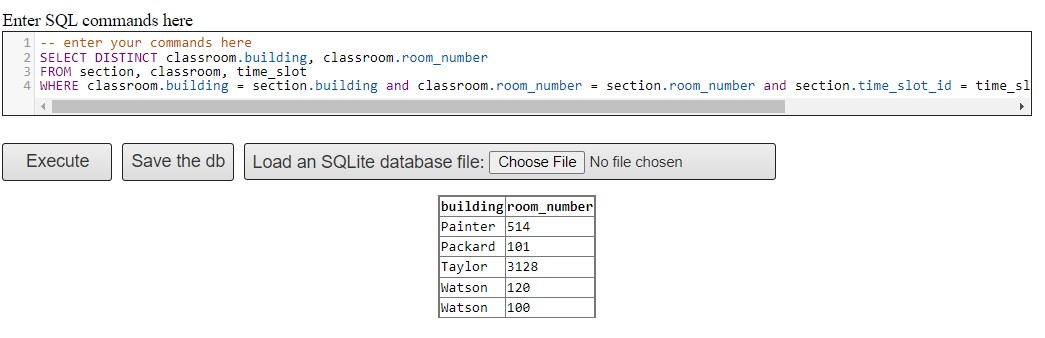 Enter SQL commands here
1 -- enter your commands here
2 SELECT DISTINCT classroom.building, classroom.room_number
3 FROM section, classroom, time_slot
4 WHERE classroom.building = section.building and classroom.room_number = section.room_number and section.time_slot_id = time_sl
Execute Save the db Load an SQLite database file: Choose File No file chosen
building room_number
Painter 514
Packard 101
Taylor 3128
Watson 120
Watson 100